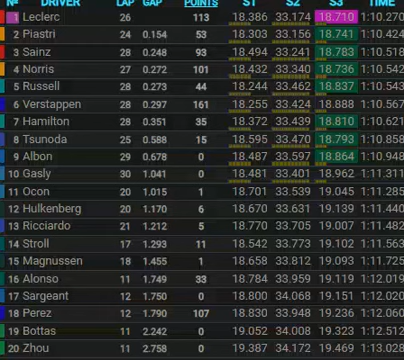 Nº DRIVER LAP GAP POINTS S1 S2 S3 TIME
1 Leclerc 26 113 18.386 33.174 18.710 1:10.270
2 Piastri 24 0.154 53 18.303 33.156 18.741 1:10.424
3 Sainz 28 0.248 93 18.494 33.241 18.783 1:10.518
4 Norris 27 0.272 101 18.432 33.340 18.736 1:10.542
5 Russell 28 0.273 44 18.244 33.462 18.837 1:10.543
6 Verstappen 28 0.297 161 18.255 33.424 18.888 1:10.567
7 Hamilton 28 0.351 35 18.372 33.439 18.810 1:10.621
8 Tsunoda 25 0.588 15 18.595 33.470 18.793 1:10.858
9 Albon 29 0.678 0 18.487 33.597 18.864 1:10.948
10 Gasly 30 1.041 0 18.481 33.401 18.962 1:11.311
11 Ocon 20 1.015 1 18.701 33.539 19.045 1:11.285
12 Hulkenberg 20 1.170 6 18.670 33.631 19.139 1:11.440
13 Ricciardo 21 1.212 5 18.770 33.705 19.007 1:11.482
14 Stroll 17 1.293 11 18.542 33.773 19.102 1:11.563
15 Magnussen 18 1.455 1 18.658 33.812 19.093 1:11.725
16 Alonso 11 1.749 33 18.784 33.959 19.119 1:12.019
17 Sargeant 12 1.750 0 18.800 34.068 19.151 1:12.020
18 Perez 12 1.790 107 18.830 33.948 19.236 1:12.060
19 Bottas 11 2.242 0 19.052 34.008 19.323 1:12.512
20 Zhou 11 2.758 0 19.387 34.172 19.469 1:13.028